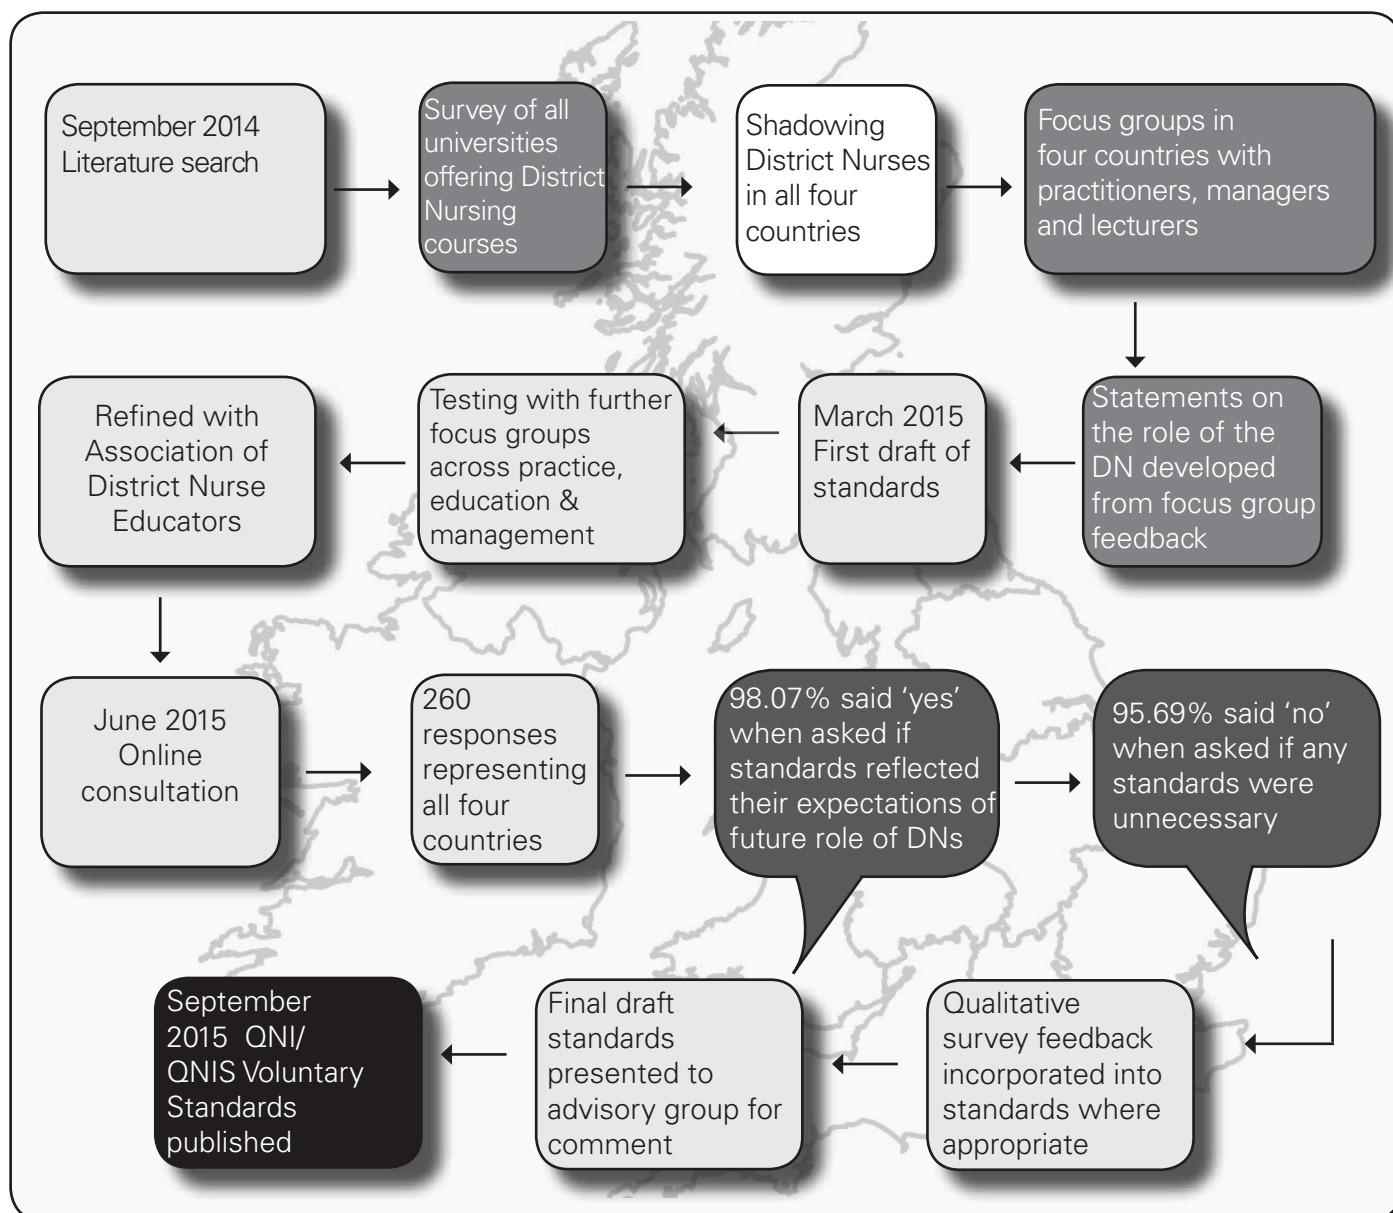 September 2014
Literature search
Survey of all
universities
offering District
Nursing
courses
Shadowing
District Nurses
in all four
countries
Focus groups in
four countries with
practitioners, managers
and lecturers
Statements on
the role of the
DN developed
from focus group
feedback
March 2015
First draft of
standards
Testing with further
focus groups
across practice,
education &
management
Refined with
Association of
District Nurse
Educators
June 2015
Online
consultation
260
responses
representing
all four
countries
98.07% said ‘yes’
when asked if
standards reflected
their expectations of
future role of DNs
95.69% said ‘no’
when asked if any
standards were
unnecessary
Qualitative
survey feedback
incorporated into
standards where
appropriate
Final draft
standards
presented to
advisory group for
comment
September
2015 QNI/
QNIS Voluntary
Standards
published